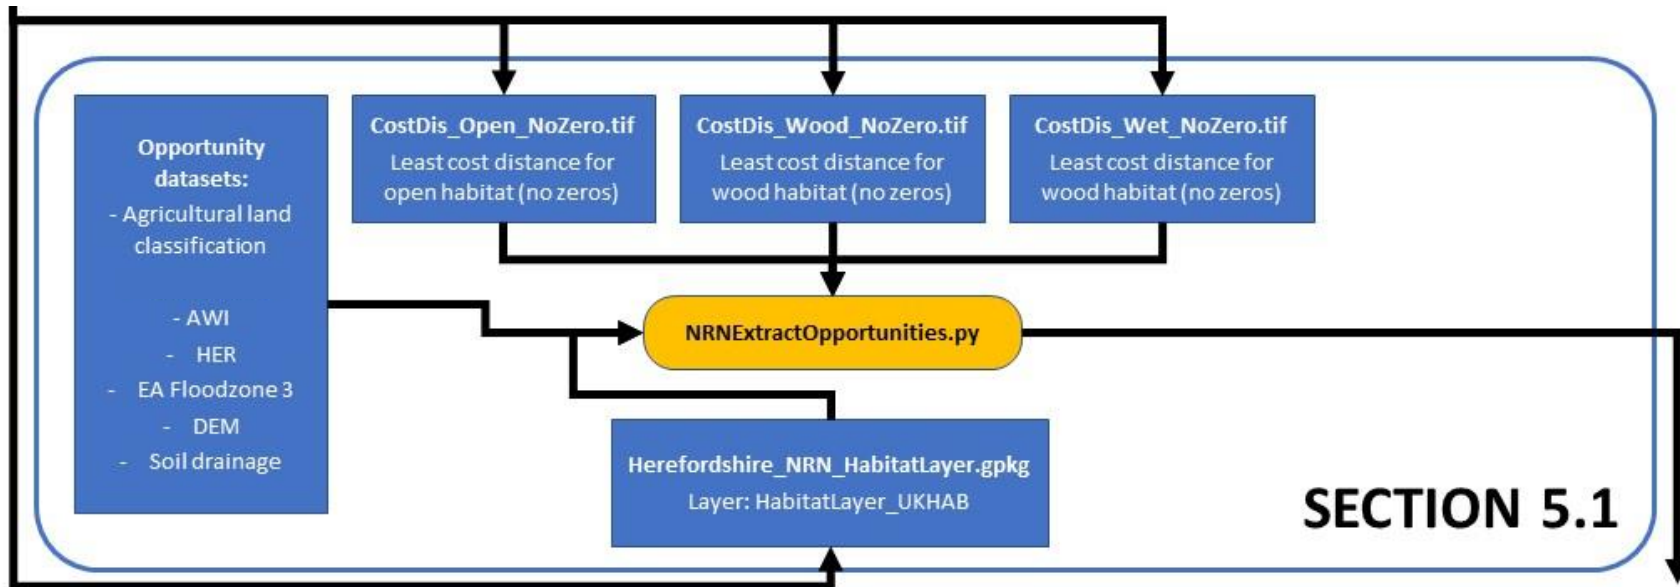 Opportunity
datasets:
- Agricultural land
classification
- AWI
- HER
- EA Floodzone 3
- DEM
- Soil drainage
CostDis_Open_NoZero.tif
Least cost distance for
open habitat (no zeros)
CostDis_Wood_NoZero.tif
Least cost distance for
wood habitat (no zeros)
CostDis_Wet_NoZero.tif
Least cost distance for
wood habitat (no zeros)
NRNExtractOpportunities.py
Herefordshire_NRN_HabitatLayer.gpkg
Layer: HabitatLayer_UKHAB
SECTION 5.1